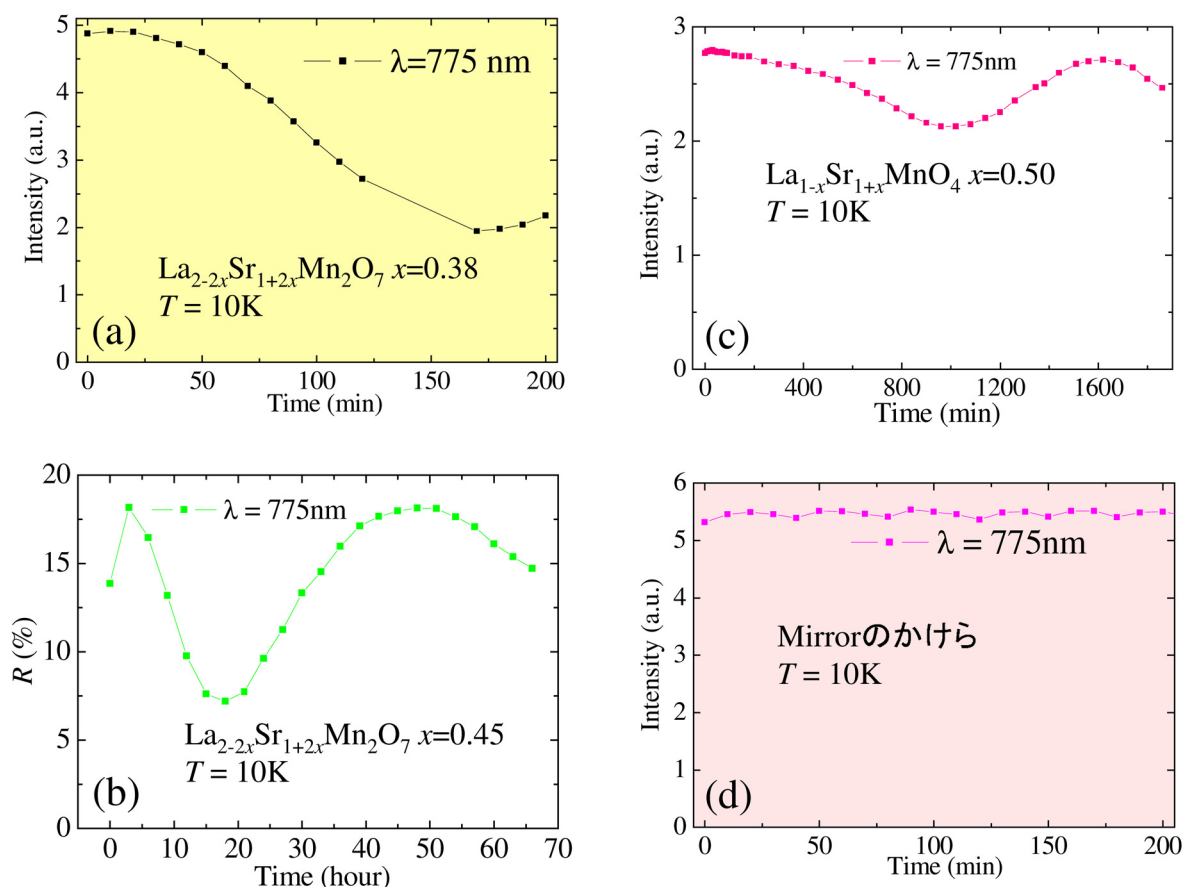 5
4
3
2
1
0
Intensity (a.u.)
λ=775 nm
La2-2xSr1+2xMn2O7 x=0.38
T = 10K
(a)
0 50 100 150 200
Time (min)
3
2
1
0
Intensity (a.u.)
λ = 775nm
La1-xSr1+xMnO4 x=0.50
T = 10K
(c)
0 400 800 1200 1600
Time (min)
20
15
10
5
0
R (%)
λ = 775nm
La2-2xSr1+2xMn2O7 x=0.45
T = 10K
(b)
0 10 20 30 40 50 60 70
Time (hour)
6
5
4
3
2
1
0
Intensity (a.u.)
λ = 775nm
Mirrorのかけら
T = 10K
(d)
0 50 100 150 200
Time (min)